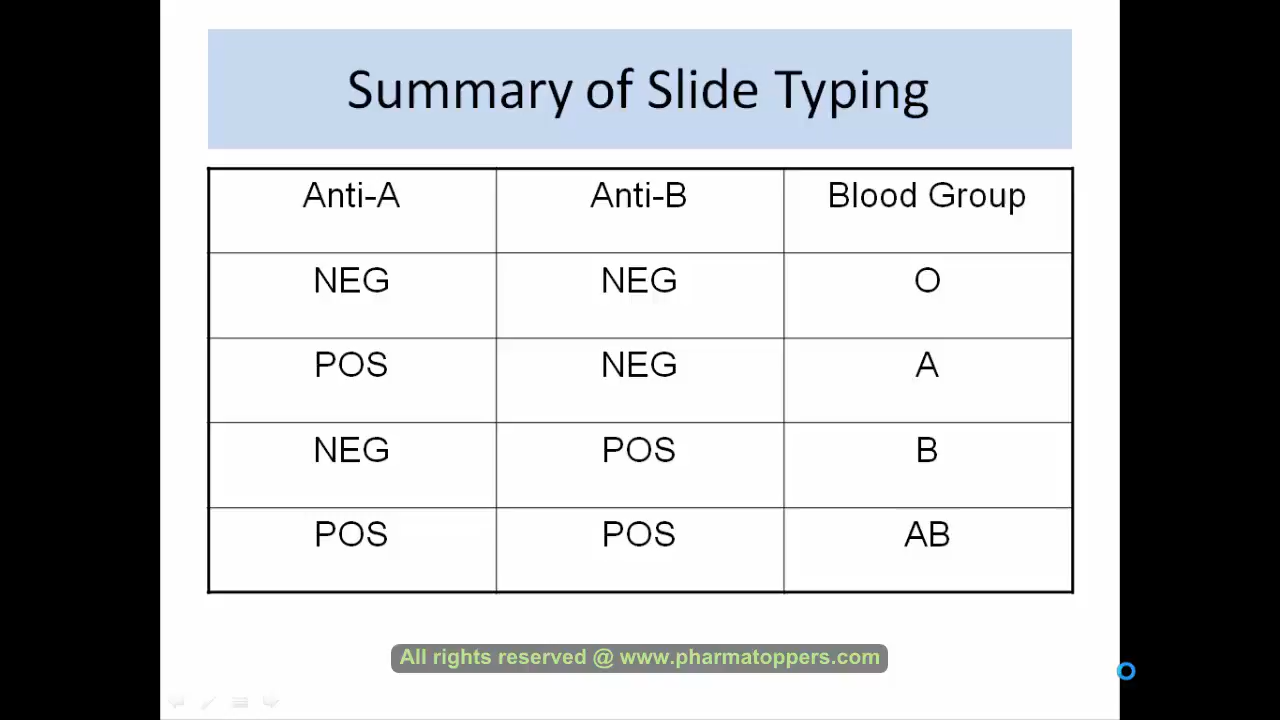 Summary of Slide Typing
Anti-A Anti-B Blood Group
NEG NEG O
POS NEG A
NEG POS B
POS POS AB
All rights reserved @ www.pharmatoppers.com